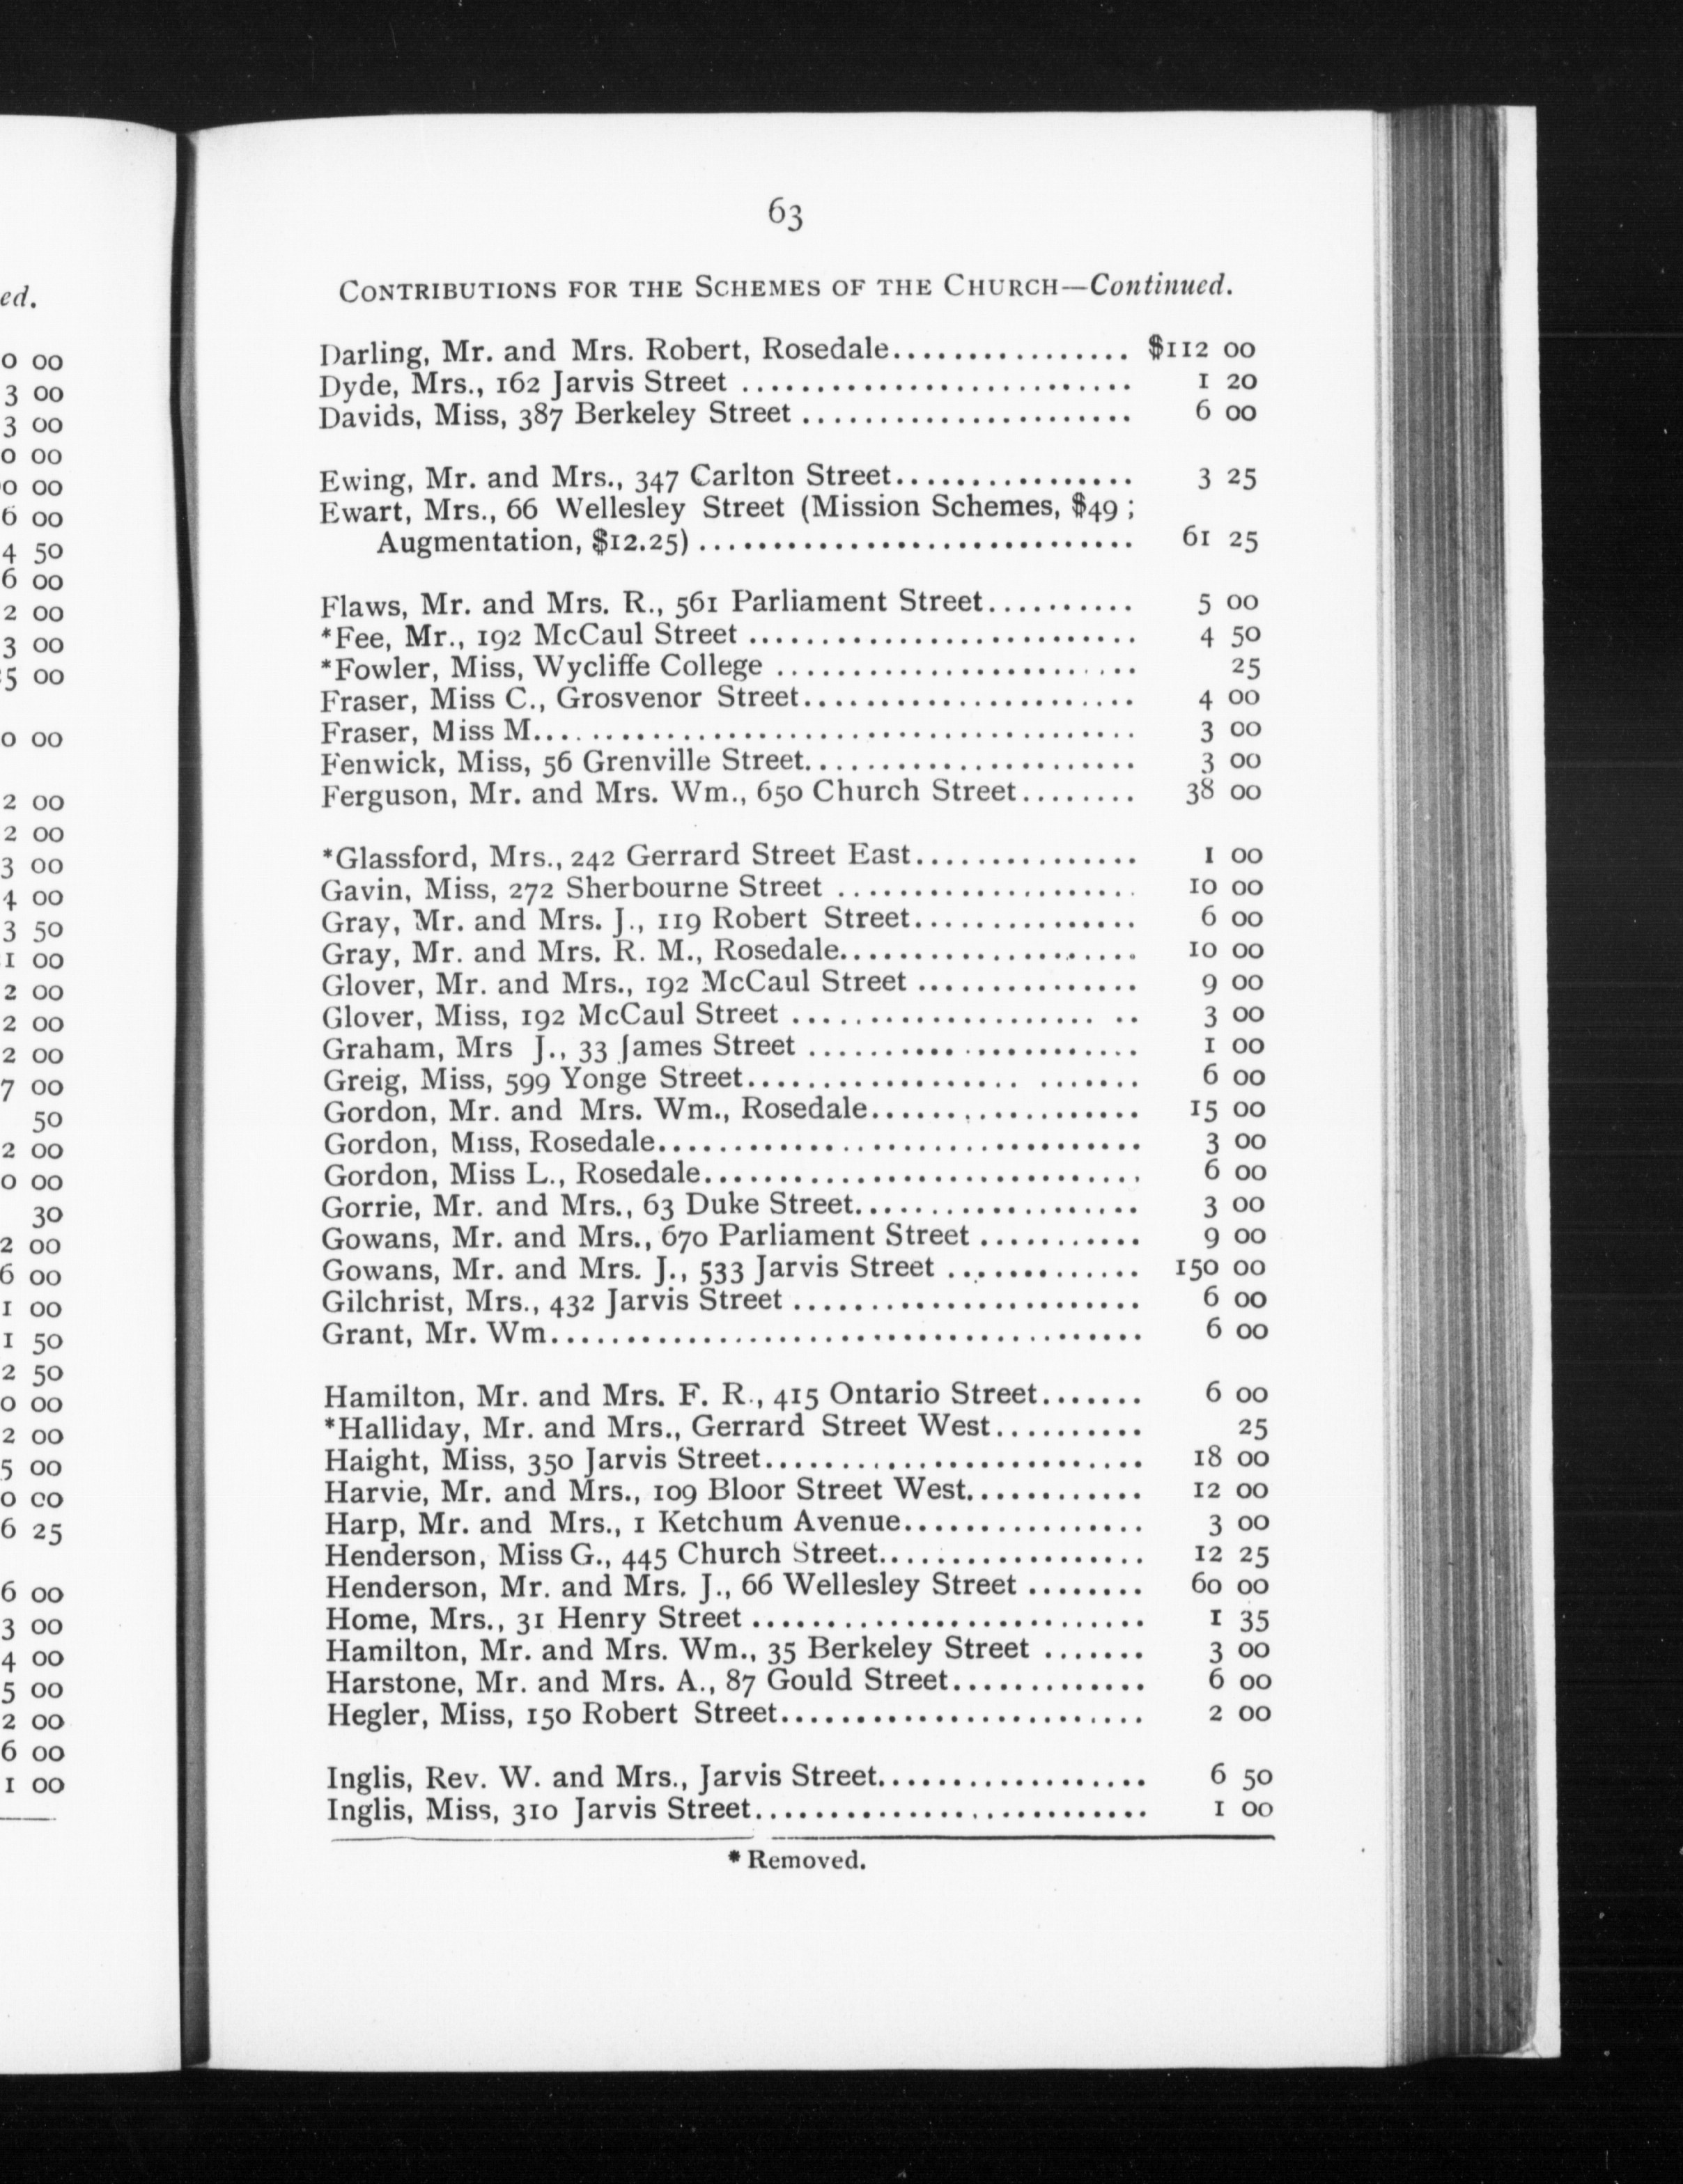 63
CONTRIBUTIONS FOR THE SCHEMES OF THE CHURCH—Continued.
Darling, Mr. and Mrs. Robert, Rosedale................ $112 00
Dyde, Mrs., 162 Jarvis Street .......................... 1 20
Davids, Miss, 387 Berkeley Street ...................... 6 00
Ewing, Mr. and Mrs., 347 Carlton Street................ 3 25
Ewart, Mrs., 66 Wellesley Street (Mission Schemes, $49 ;
Augmentation, $12.25) .............................. 61 25
Flaws, Mr. and Mrs. R., 561 Parliament Street.......... 5 00
*Fee, Mr., 192 McCaul Street .......................... 4 50
*Fowler, Miss, Wycliffe College ........................ 25
Fraser, Miss C., Grosvenor Street...................... 4 00
Fraser, Miss M........................................ 3 00
Fenwick, Miss, 56 Grenville Street...................... 3 00
Ferguson, Mr. and Mrs. Wm., 650 Church Street........ 38 00
*Glassford, Mrs., 242 Gerrard Street East............... 1 00
Gavin, Miss, 272 Sherbourne Street .................... 10 00
Gray, Mr. and Mrs. J., 119 Robert Street............... 6 00
Gray, Mr. and Mrs. R. M., Rosedale.................... 10 00
Glover, Mr. and Mrs., 192 McCaul Street ............... 9 00
Glover, Miss, 192 McCaul Street ...................... 3 00
Graham, Mrs J., 33 James Street ...................... 1 00
Greig, Miss, 599 Yonge Street......................... 6 00
Gordon, Mr. and Mrs. Wm., Rosedale.................. 15 00
Gordon, Miss, Rosedale................................ 3 00
Gordon, Miss L., Rosedale............................. 6 00
Gorrie, Mr. and Mrs., 63 Duke Street................... 3 00
Gowans, Mr. and Mrs., 670 Parliament Street ........... 9 00
Gowans, Mr. and Mrs. J., 533 Jarvis Street ............. 150 00
Gilchrist, Mrs., 432 Jarvis Street ....................... 6 00
Grant, Mr. Wm....................................... 6 00
Hamilton, Mr. and Mrs. F. R., 415 Ontario Street....... 6 00
*Halliday, Mr. and Mrs., Gerrard Street West.......... 25
Haight, Miss, 350 Jarvis Street......................... 18 00
Harvie, Mr. and Mrs., 109 Bloor Street West............ 12 00
Harp, Mr. and Mrs., 1 Ketchum Avenue................ 3 00
Henderson, Miss G., 445 Church Street.................. 12 25
Henderson, Mr. and Mrs. J., 66 Wellesley Street ........ 60 00
Home, Mrs., 31 Henry Street .......................... 1 35
Hamilton, Mr. and Mrs. Wm., 35 Berkeley Street ....... 3 00
Harstone, Mr. and Mrs. A., 87 Gould Street............. 6 00
Hegler, Miss, 150 Robert Street........................ 2 00
Inglis, Rev. W. and Mrs., Jarvis Street.................. 6 50
Inglis, Miss, 310 Jarvis Street.......................... 1 00
* Removed.